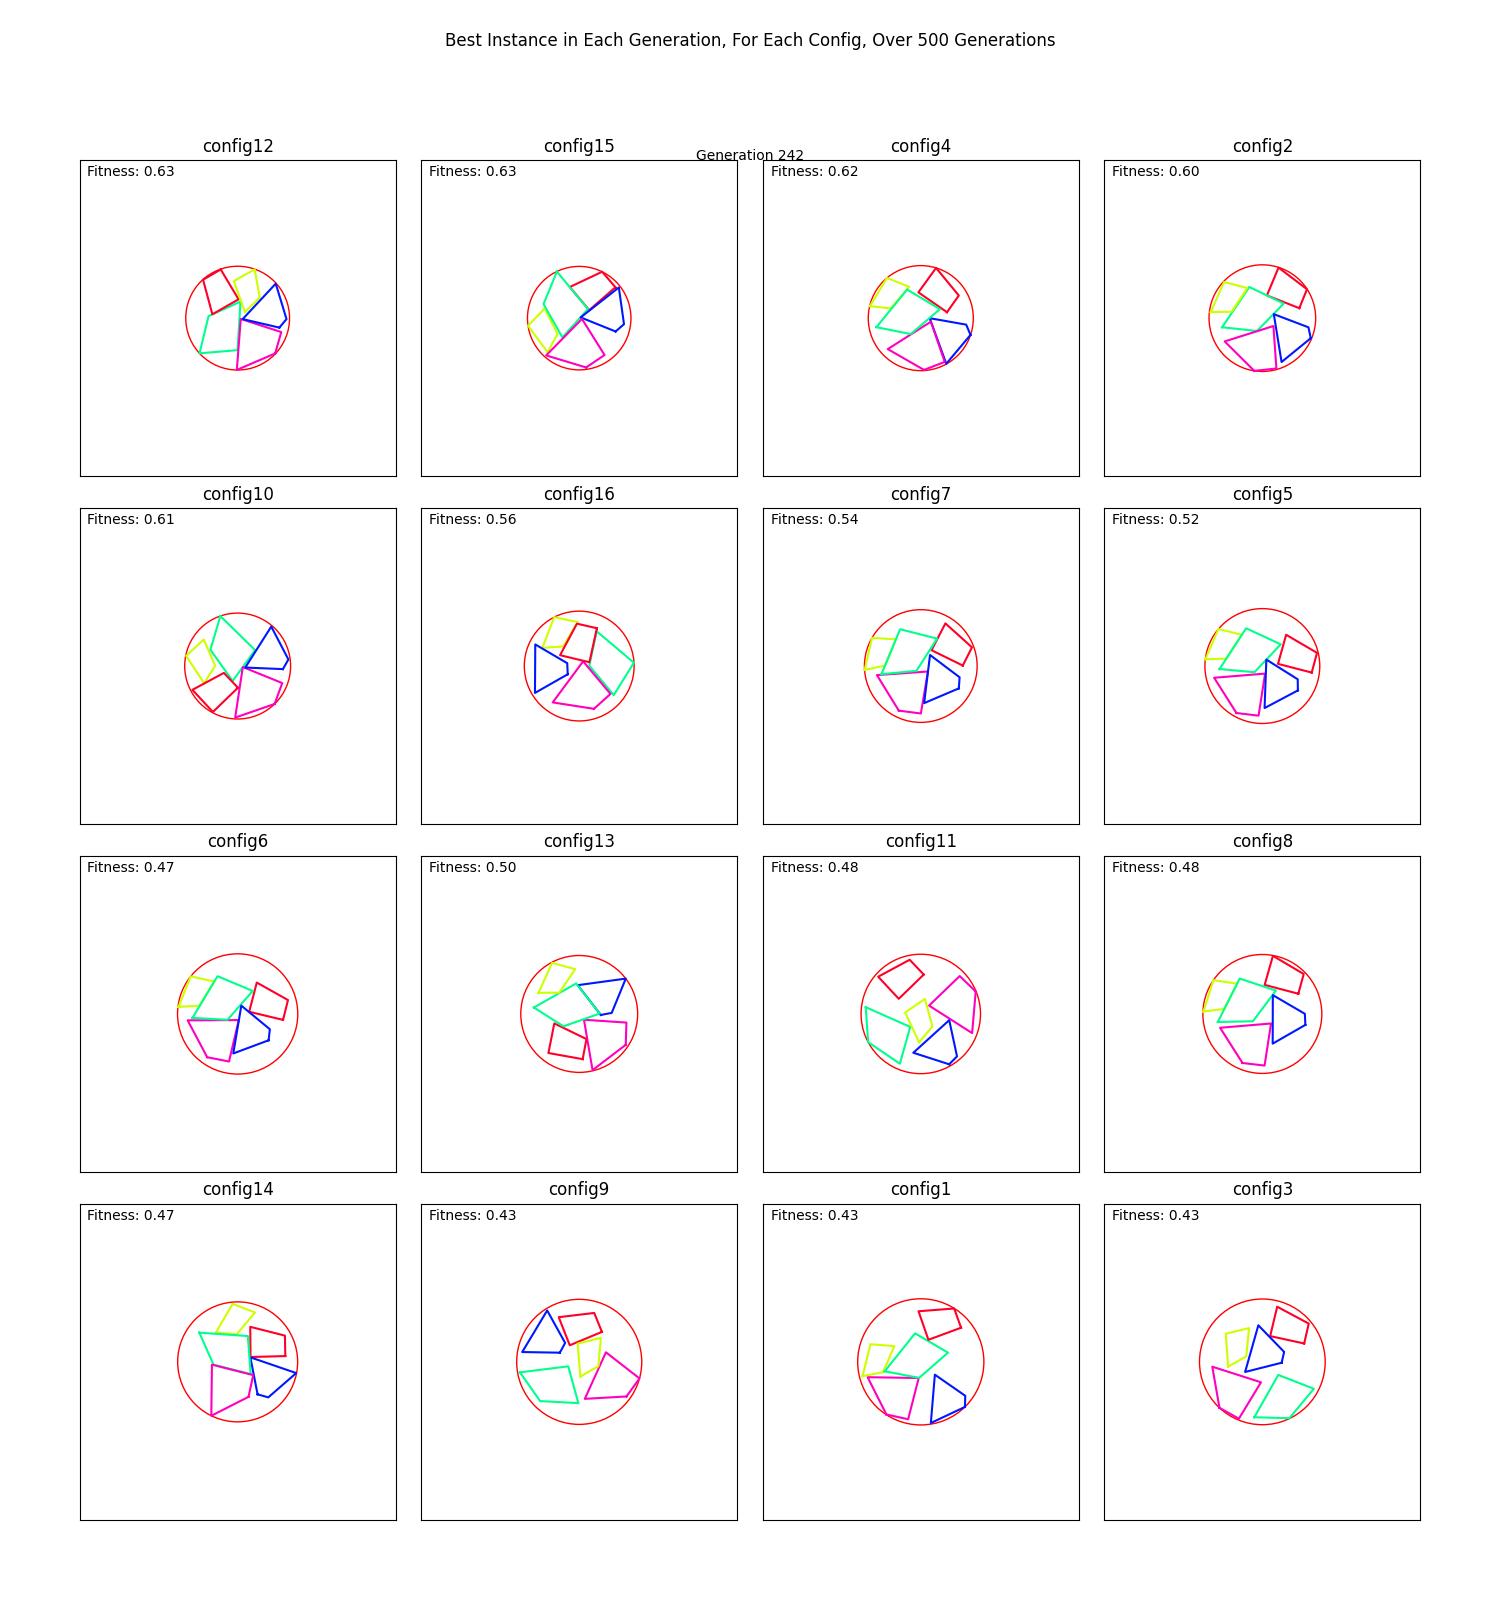 Best Instance in Each Generation, For Each Config, Over 500 Generations
Generation 242
config12
Fitness: 0.63
config15
Fitness: 0.63
config4
Fitness: 0.62
config2
Fitness: 0.60
config10
Fitness: 0.61
config16
Fitness: 0.56
config7
Fitness: 0.54
config5
Fitness: 0.52
config6
Fitness: 0.47
config13
Fitness: 0.50
config11
Fitness: 0.48
config8
Fitness: 0.48
config14
Fitness: 0.47
config9
Fitness: 0.43
config1
Fitness: 0.43
config3
Fitness: 0.43